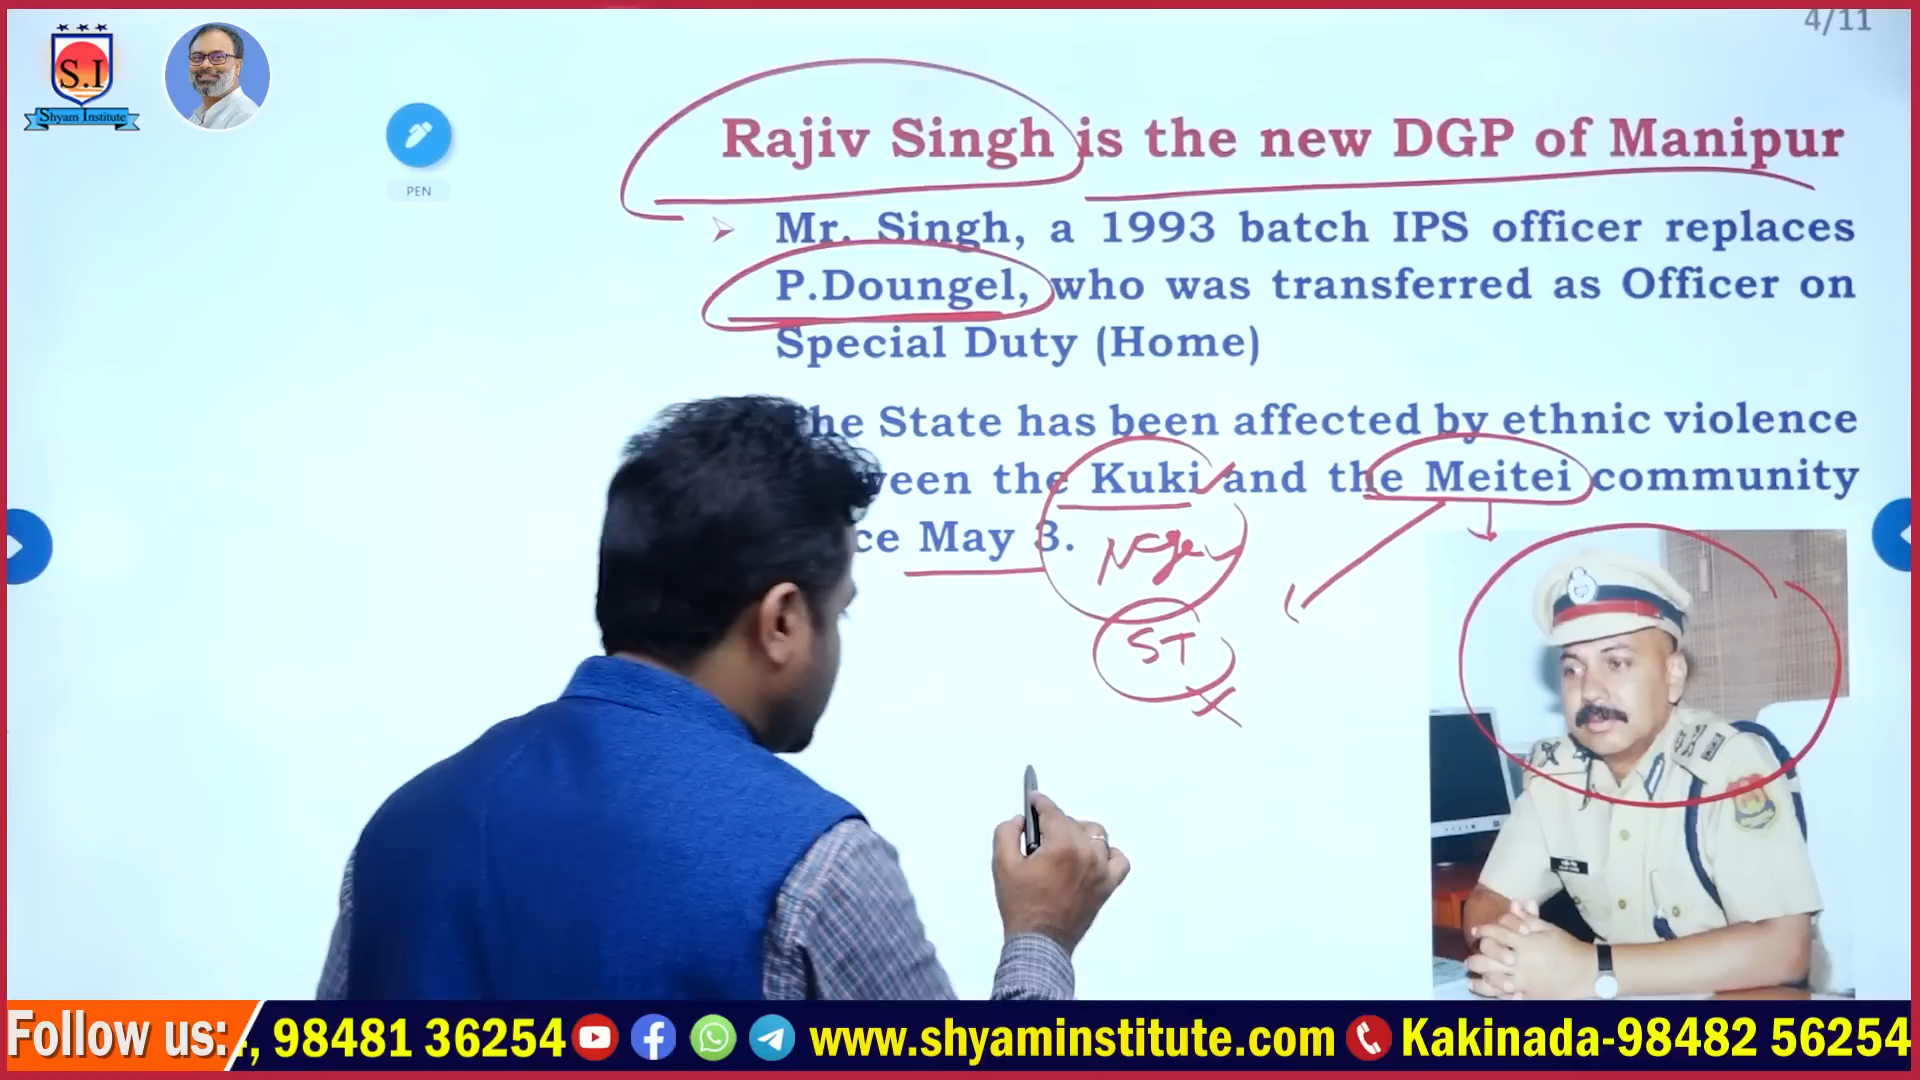 4/11
S.I
Shyam Institute
PEN
Rajiv Singh is the new DGP of Manipur
Mr. Singh, a 1993 batch IPS officer replaces
P.Doungel, who was transferred as Officer on
Special Duty (Home)
he State has been affected by ethnic violence
ween the Kuki and the Meitei community
ce May 3.
ST
Follow us:
, 98481 36254
www.shyaminstitute.com
Kakinada-98482 56254